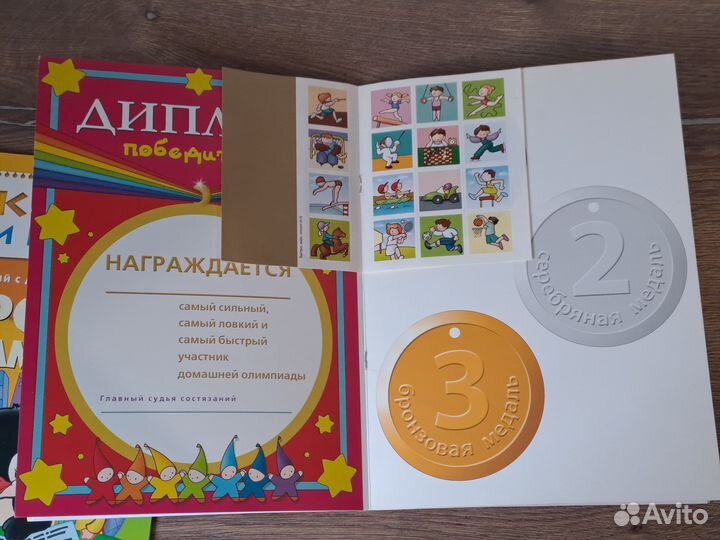 ДИПЛ
победит
НАГРАЖДАЕТСЯ
самый сильный,
самый ловкий и
самый быстрый
участник
домашней олимпиады
Главный судья состязаний
2
серебряная медаль
3
бронзовая медаль
Avito